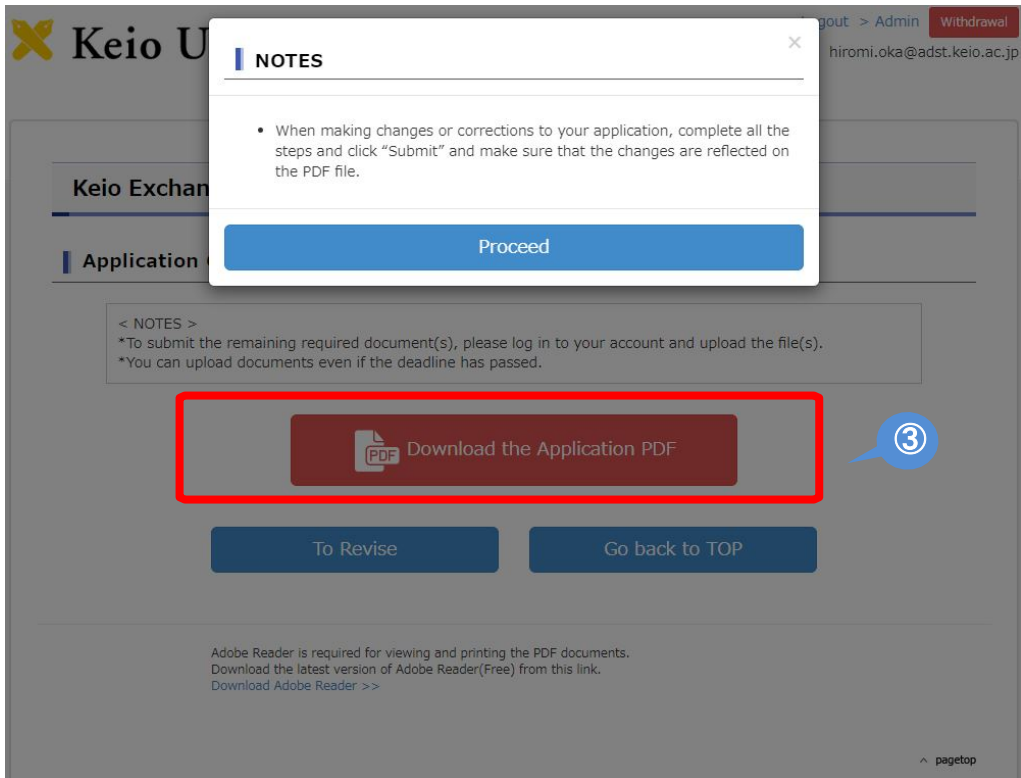 Keio U
gout > Admin Withdrawal
hiromi.oka@adst.keio.ac.jp
×
NOTES
• When making changes or corrections to your application, complete all the
steps and click “Submit” and make sure that the changes are reflected on
the PDF file.
Proceed
Keio Exchan
Application
< NOTES >
*To submit the remaining required document(s), please log in to your account and upload the file(s).
*You can upload documents even if the deadline has passed.
PDF Download the Application PDF
③
To Revise
Go back to TOP
Adobe Reader is required for viewing and printing the PDF documents.
Download the latest version of Adobe Reader(Free) from this link.
Download Adobe Reader >>
^ pagetop